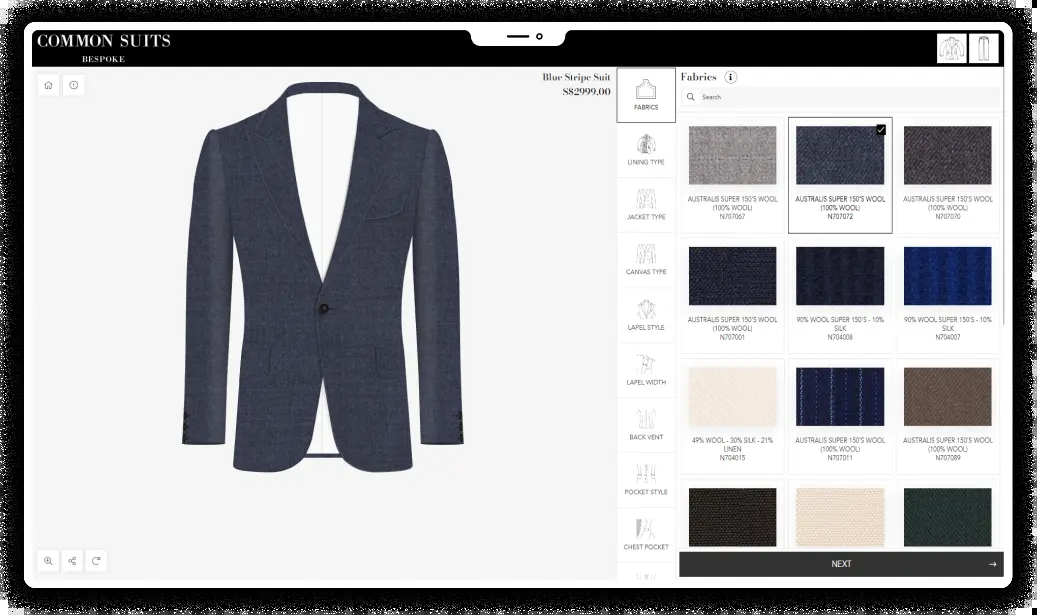 COMMON SUITS
BESPOKE
Blue Stripe Suit
S$2999.00
FABRICS
LINING TYPE
JACKET TYPE
CANVAS TYPE
LAPEL STYLE
LAPEL WIDTH
BACK VENT
POCKET STYLE
CHEST POCKET
Fabrics
Search
AUSTRALIS SUPER 150'S WOOL
(100% WOOL)
N707067
AUSTRALIS SUPER 150'S WOOL
(100% WOOL)
N707072
AUSTRALIS SUPER 150'S WOOL
(100% WOOL)
N707070
AUSTRALIS SUPER 150'S WOOL
(100% WOOL)
N707001
90% WOOL SUPER 150'S - 10%
SILK
N704008
90% WOOL SUPER 150'S - 10%
SILK
N704007
49% WOOL - 30% SILK - 21%
LINEN
N704015
AUSTRALIS SUPER 150'S WOOL
(100% WOOL)
N707011
AUSTRALIS SUPER 150'S WOOL
(100% WOOL)
N707089
NEXT